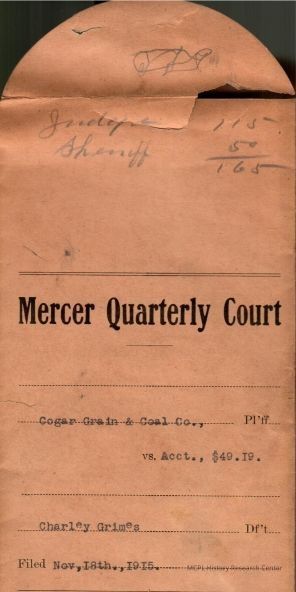 Judge 115
Sheriff 50
165
Mercer Quarterly Court
Cogar Grain & Coal Co., Pl'ff
vs. Acct., $49.19.
Charley Grimes Df't
Filed Nov, 18th., 1915.
MCPL History Research Center